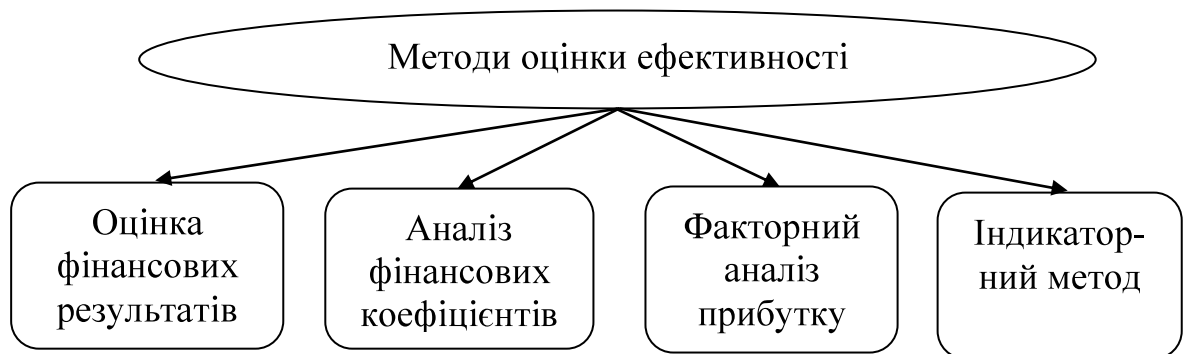 Методи оцінки ефективності
Оцінка
фінансових
результатів
Аналіз
фінансових
коефіцієнтів
Факторний
аналіз
прибутку
Індикатор-
ний метод